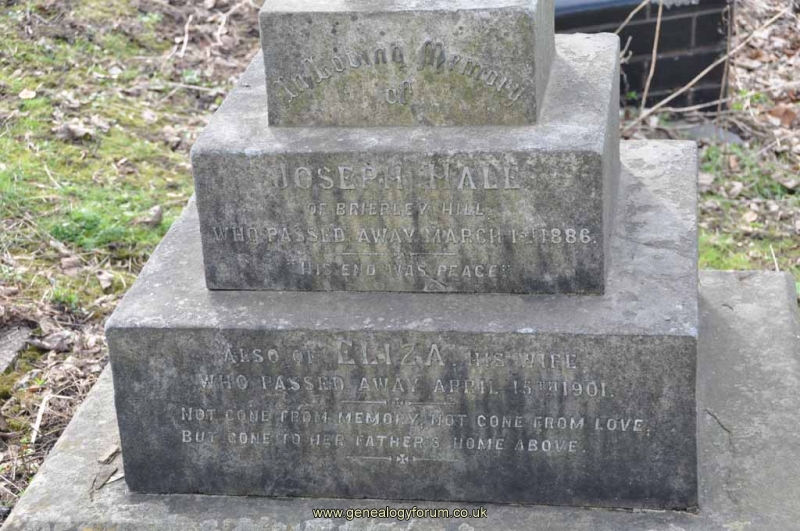 In Loving Memory
of
JOSEPH HALL
OF BRIERLEY HILL
WHO PASSED AWAY MARCH 1ST 1886.
"HIS END WAS PEACE"
ALSO OF ELIZA, HIS WIFE
WHO PASSED AWAY APRIL 15TH 1901.
NOT GONE FROM MEMORY, NOT GONE FROM LOVE,
BUT GONE TO HER FATHER'S HOME ABOVE.
www.genealogyforum.co.uk